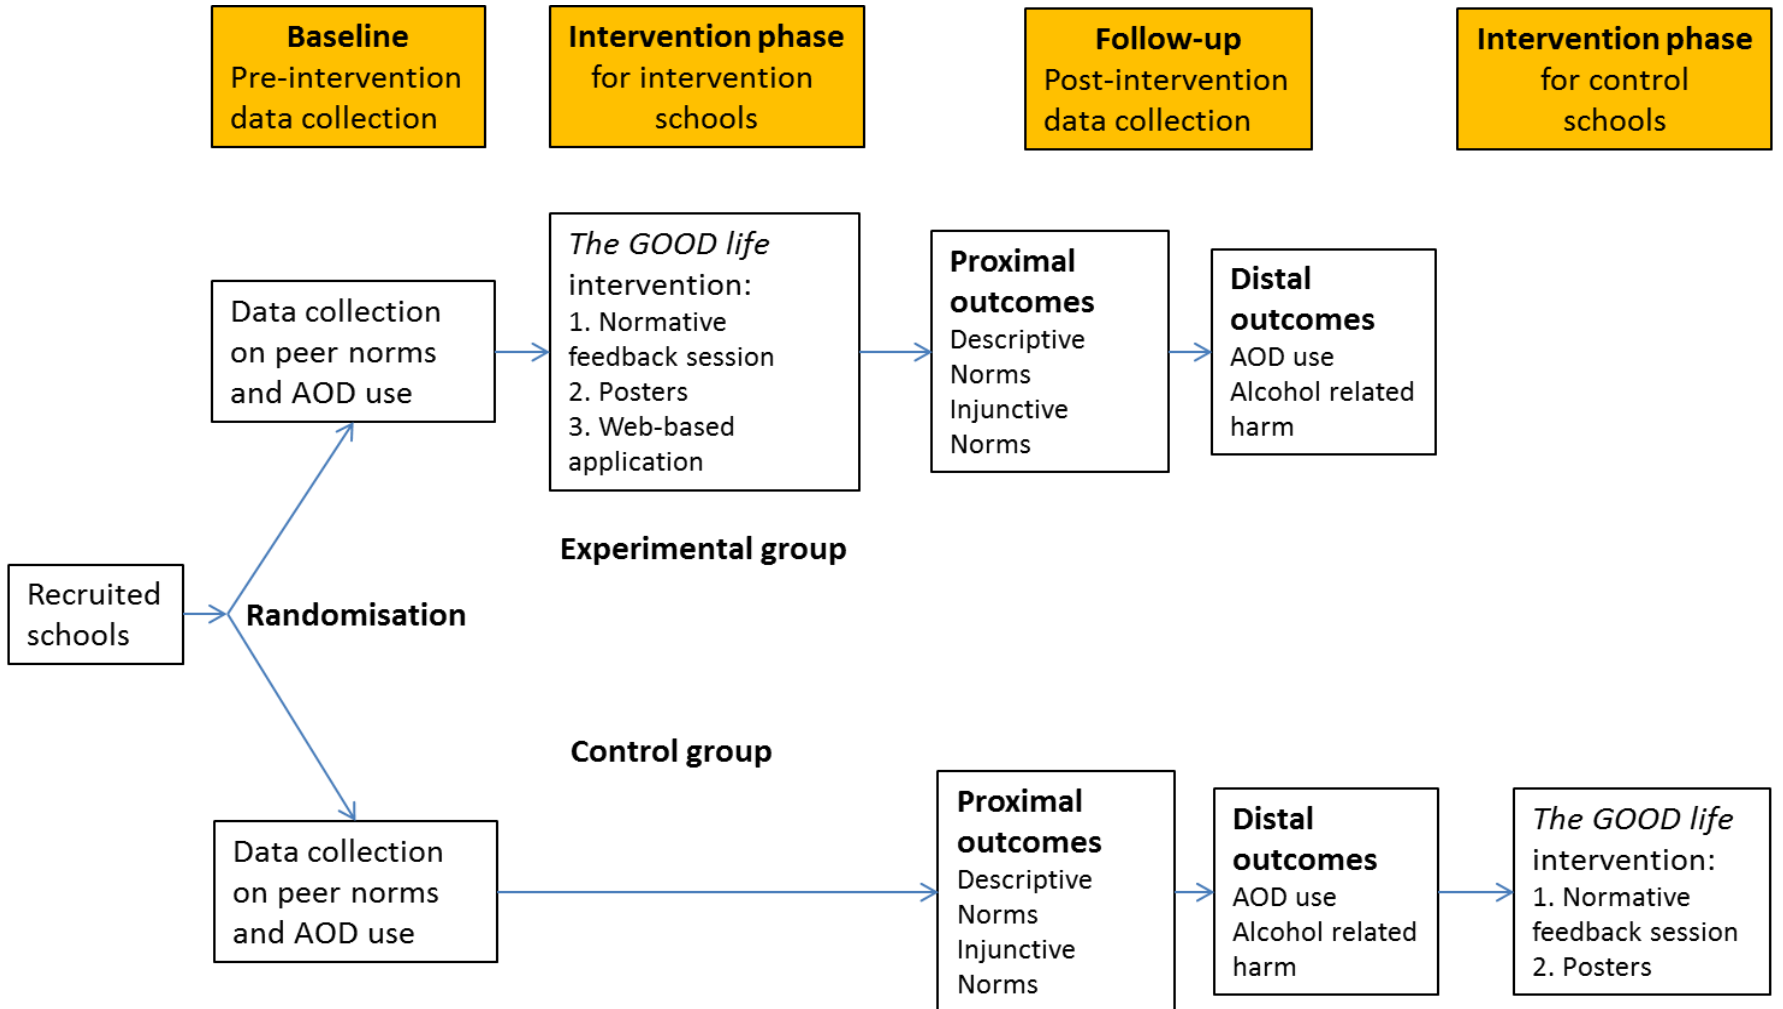 Baseline
Pre-intervention
data collection
Intervention phase
for intervention
schools
Follow-up
Post-intervention
data collection
Intervention phase
for control
schools
Data collection
on peer norms
and AOD use
The GOOD life
intervention:
1. Normative
feedback session
2. Posters
3. Web-based
application
Proximal
outcomes
Descriptive
Norms
Injunctive
Norms
Distal
outcomes
AOD use
Alcohol related
harm
Experimental group
Recruited
schools
Randomisation
Control group
Data collection
on peer norms
and AOD use
Proximal
outcomes
Descriptive
Norms
Injunctive
Norms
Distal
outcomes
AOD use
Alcohol related
harm
The GOOD life
intervention:
1. Normative
feedback session
2. Posters